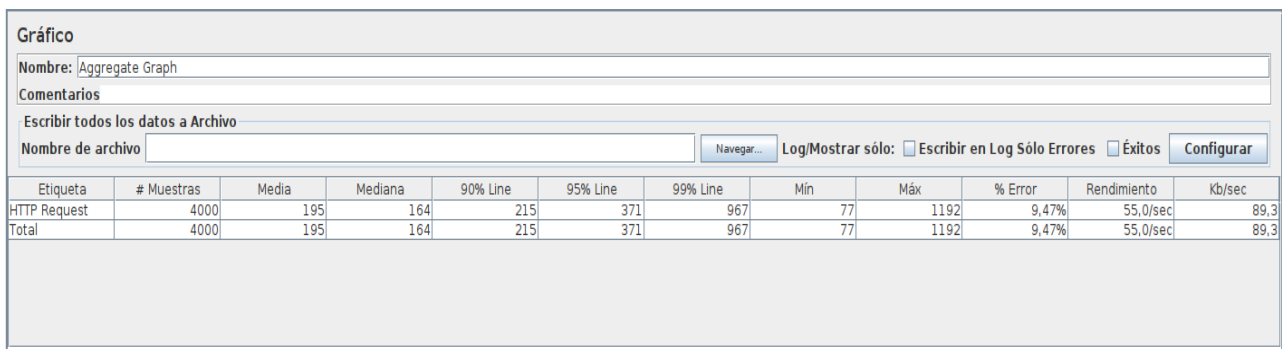 Gráfico
Nombre: Aggregate Graph
Comentarios
Escribir todos los datos a Archivo
Nombre de archivo Navegar... Log/Mostrar sólo: Escribir en Log Sólo Errores Éxitos Configurar
Etiqueta # Muestras Media Mediana 90% Line 95% Line 99% Line Mín Máx % Error Rendimiento Kb/sec
HTTP Request 4000 195 164 215 371 967 77 1192 9,47% 55,0/sec 89,3
Total 4000 195 164 215 371 967 77 1192 9,47% 55,0/sec 89,3